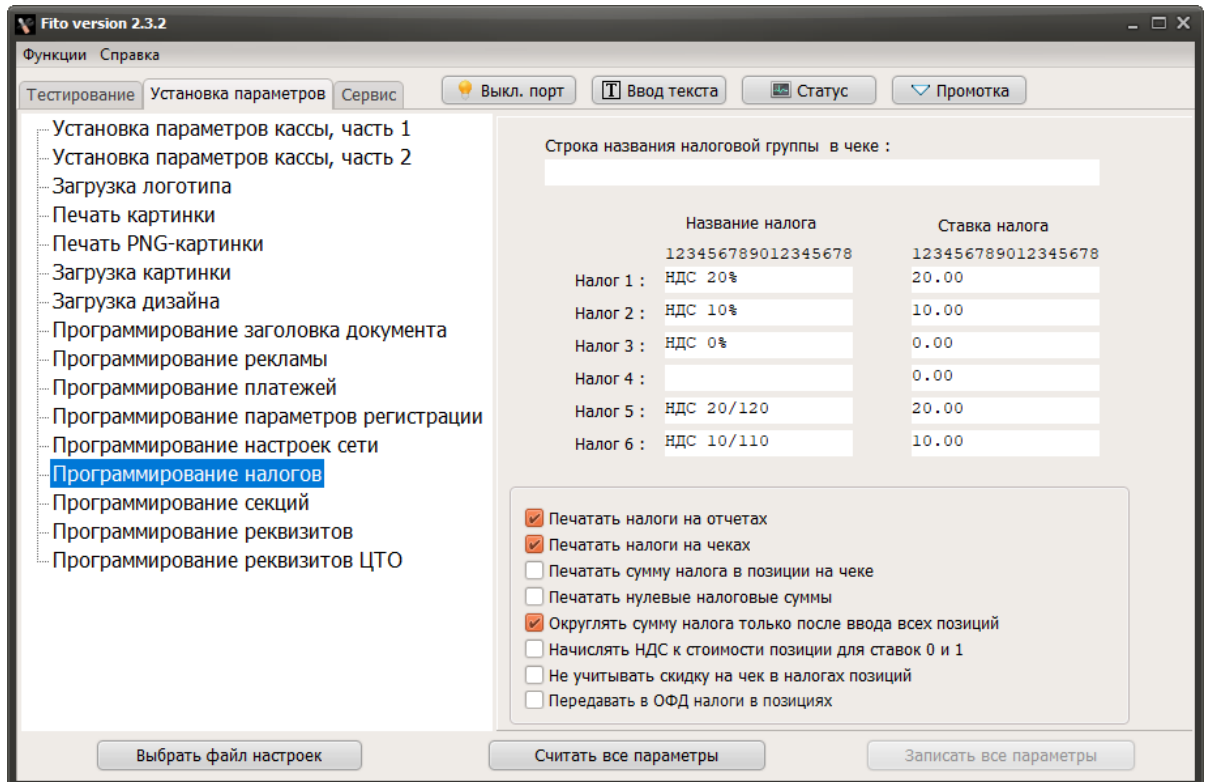 Fito version 2.3.2
Функции Справка
Тестирование Установка параметров Сервис Выкл. порт Ввод текста Статус Промотка
Установка параметров кассы, часть 1
Установка параметров кассы, часть 2
Загрузка логотипа
Печать картинки
Печать PNG-картинки
Загрузка картинки
Загрузка дизайна
Программирование заголовка документа
Программирование рекламы
Программирование платежей
Программирование параметров регистрации
Программирование настроек сети
Программирование налогов
Программирование секций
Программирование реквизитов
Программирование реквизитов ЦТО
Строка названия налоговой группы в чеке :
Название налога Ставка налога
123456789012345678 123456789012345678
Налог 1 : НДС 20% 20.00
Налог 2 : НДС 10% 10.00
Налог 3 : НДС 0% 0.00
Налог 4 : 0.00
Налог 5 : НДС 20/120 20.00
Налог 6 : НДС 10/110 10.00
Печатать налоги на отчетах
Печатать налоги на чеках
Печатать сумму налога в позиции на чеке
Печатать нулевые налоговые суммы
Округлять сумму налога только после ввода всех позиций
Начислять НДС к стоимости позиции для ставок 0 и 1
Не учитывать скидку на чек в налогах позиций
Передавать в ОФД налоги в позициях
Выбрать файл настроек Считать все параметры Записать все параметры